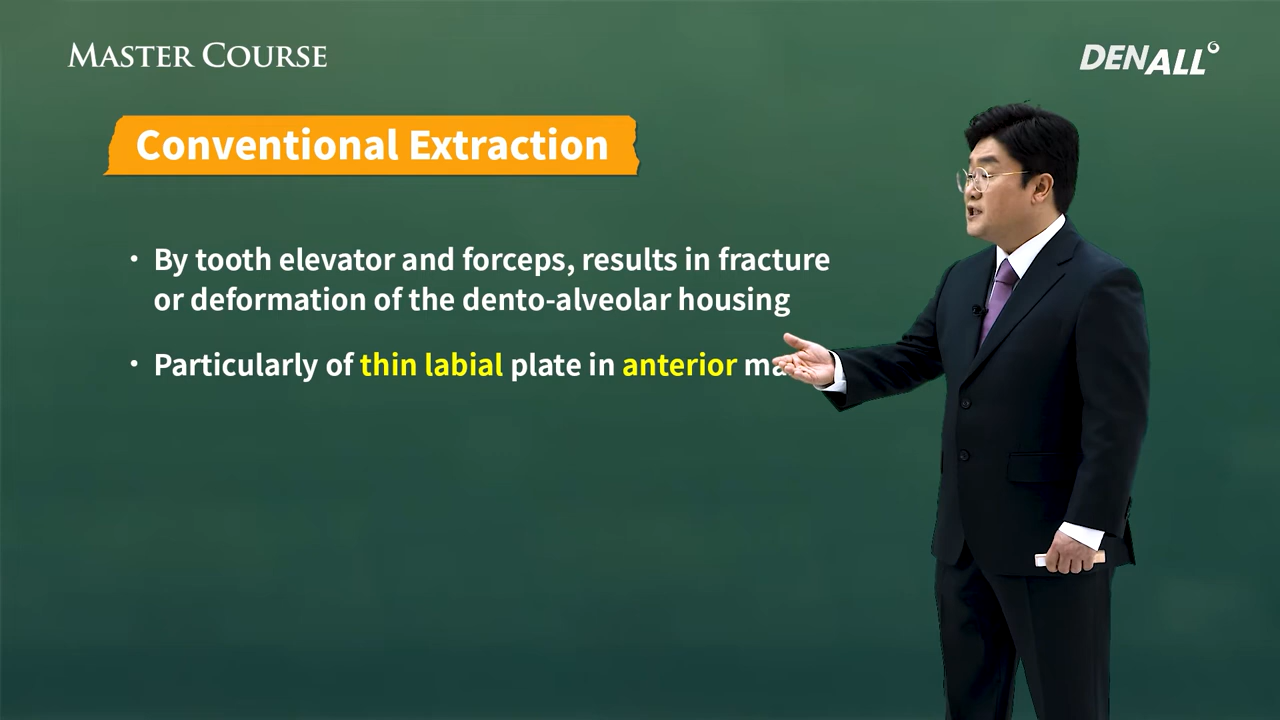 MASTER COURSE
DENALL
Conventional Extraction
· By tooth elevator and forceps, results in fracture
or deformation of the dento-alveolar housing
· Particularly of thin labial plate in anterior